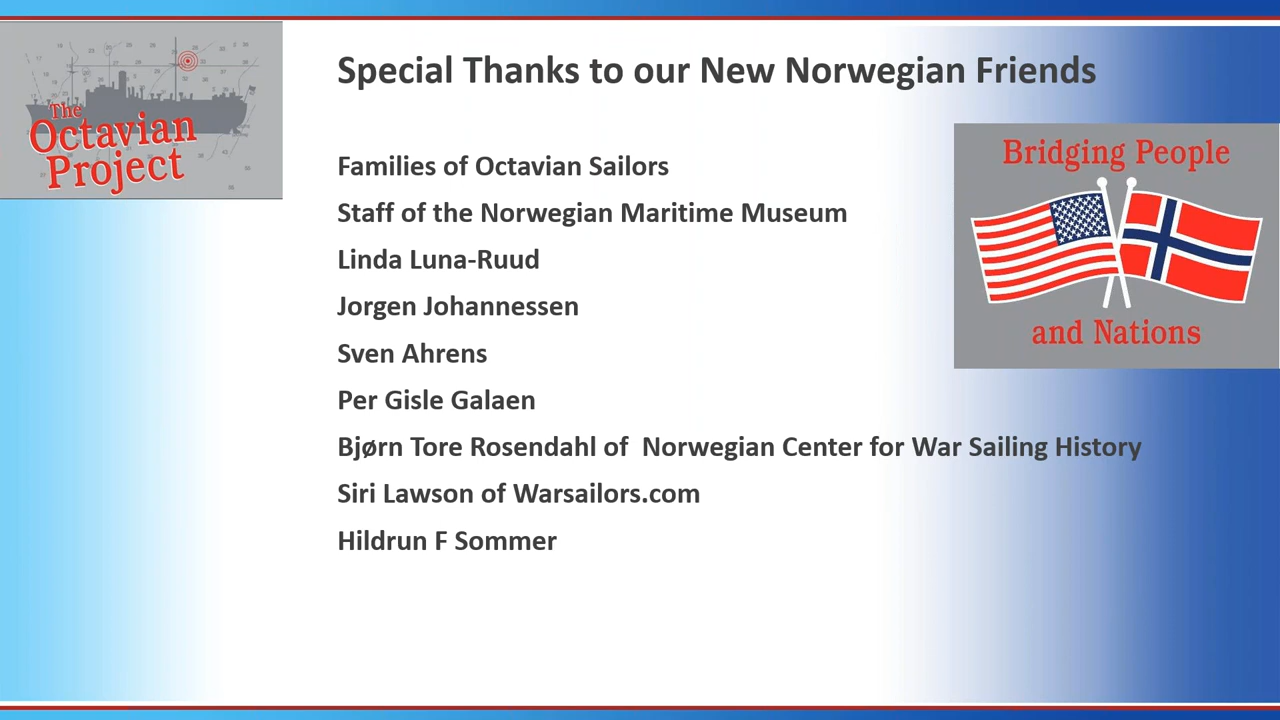 The
Octavian
Project
Special Thanks to our New Norwegian Friends
Families of Octavian Sailors
Staff of the Norwegian Maritime Museum
Linda Luna-Ruud
Jorgen Johannessen
Sven Ahrens
Per Gisle Galaen
Bjørn Tore Rosendahl of  Norwegian Center for War Sailing History
Siri Lawson of Warsailors.com
Hildrun F Sommer
Bridging People
and Nations